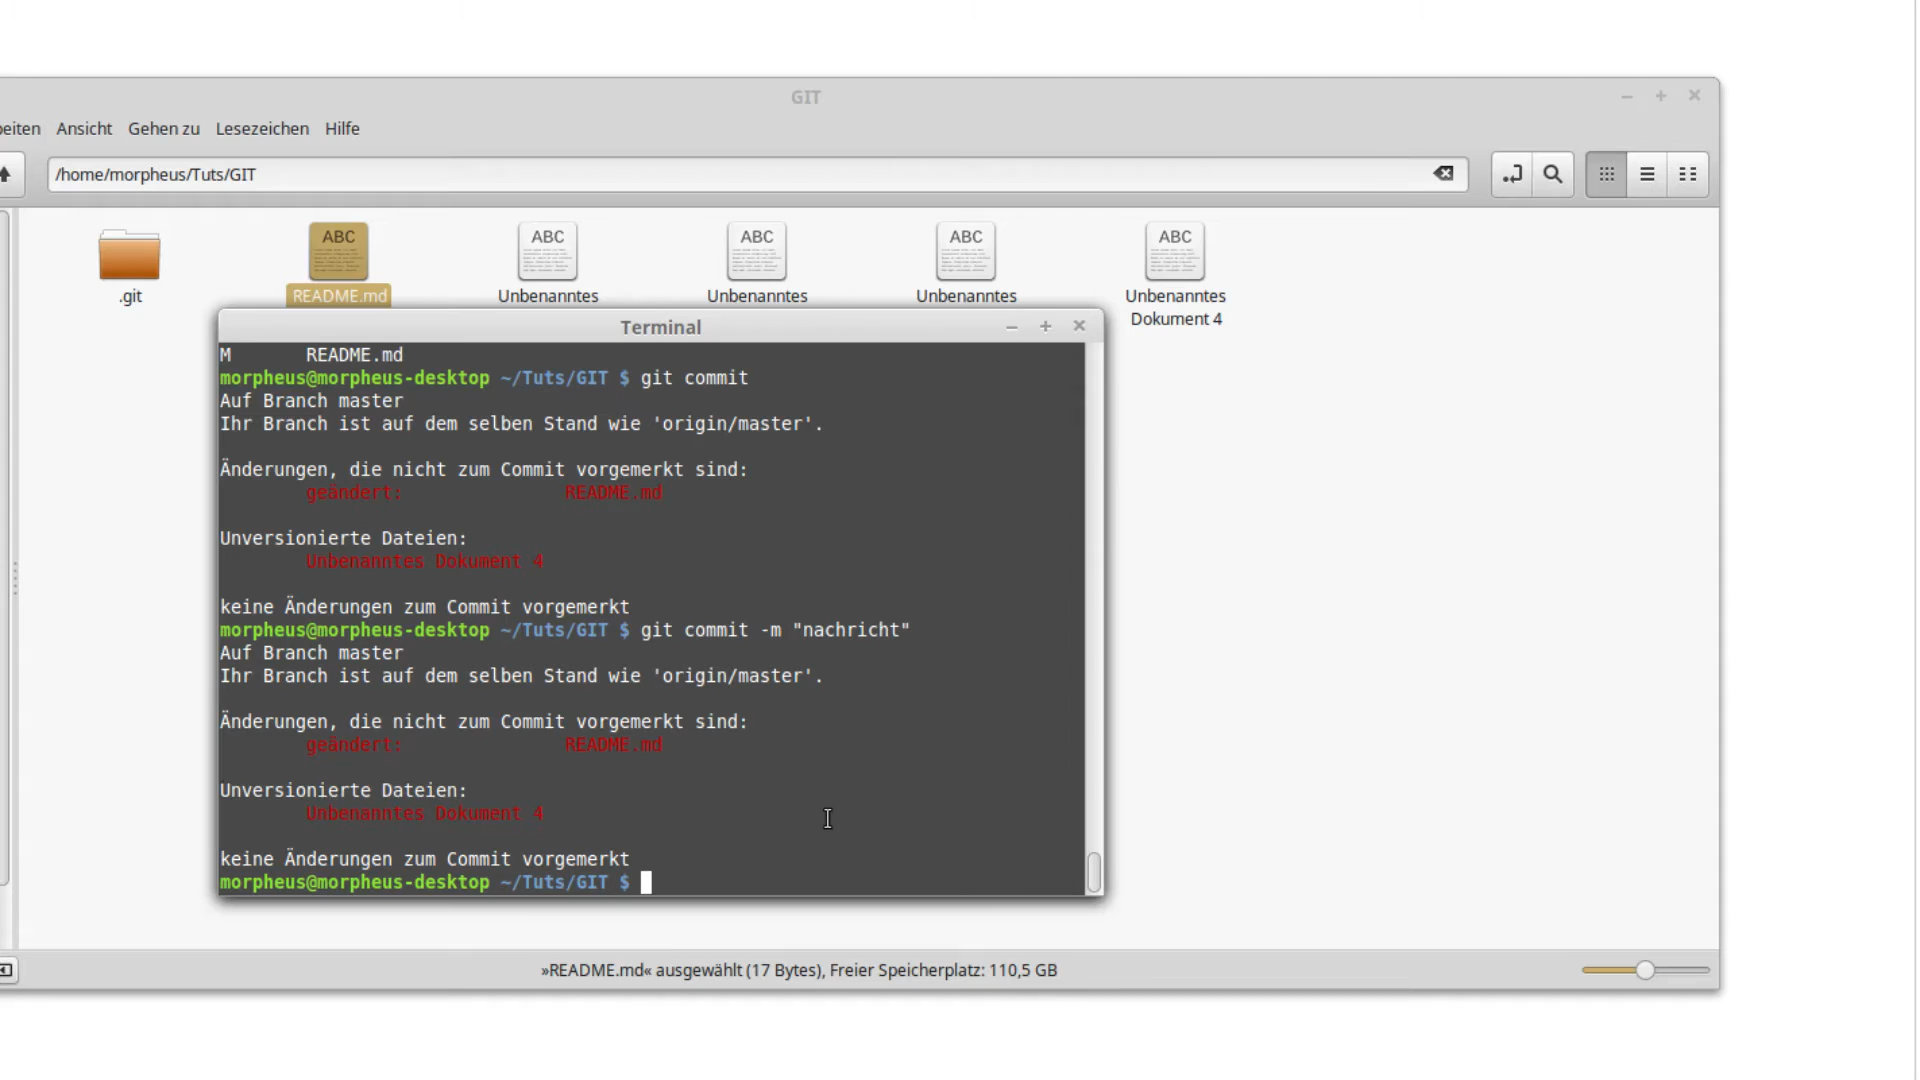 GIT
beiten Ansicht Gehen zu Lesezeichen Hilfe
/home/morpheus/Tuts/GIT
ABC ABC ABC ABC ABC
.git README.md Unbenanntes Unbenanntes Unbenanntes Unbenanntes
Dokument 4
Terminal
M README.md
morpheus@morpheus-desktop ~/Tuts/GIT $ git commit
Auf Branch master
Ihr Branch ist auf dem selben Stand wie 'origin/master'.
Änderungen, die nicht zum Commit vorgemerkt sind:
geändert: README.md
Unversionierte Dateien:
Unbenanntes Dokument 4
keine Änderungen zum Commit vorgemerkt
morpheus@morpheus-desktop ~/Tuts/GIT $ git commit -m "nachricht"
Auf Branch master
Ihr Branch ist auf dem selben Stand wie 'origin/master'.
Änderungen, die nicht zum Commit vorgemerkt sind:
geändert: README.md
Unversionierte Dateien:
Unbenanntes Dokument 4
keine Änderungen zum Commit vorgemerkt
morpheus@morpheus-desktop ~/Tuts/GIT $
»README.md« ausgewählt (17 Bytes), Freier Speicherplatz: 110,5 GB